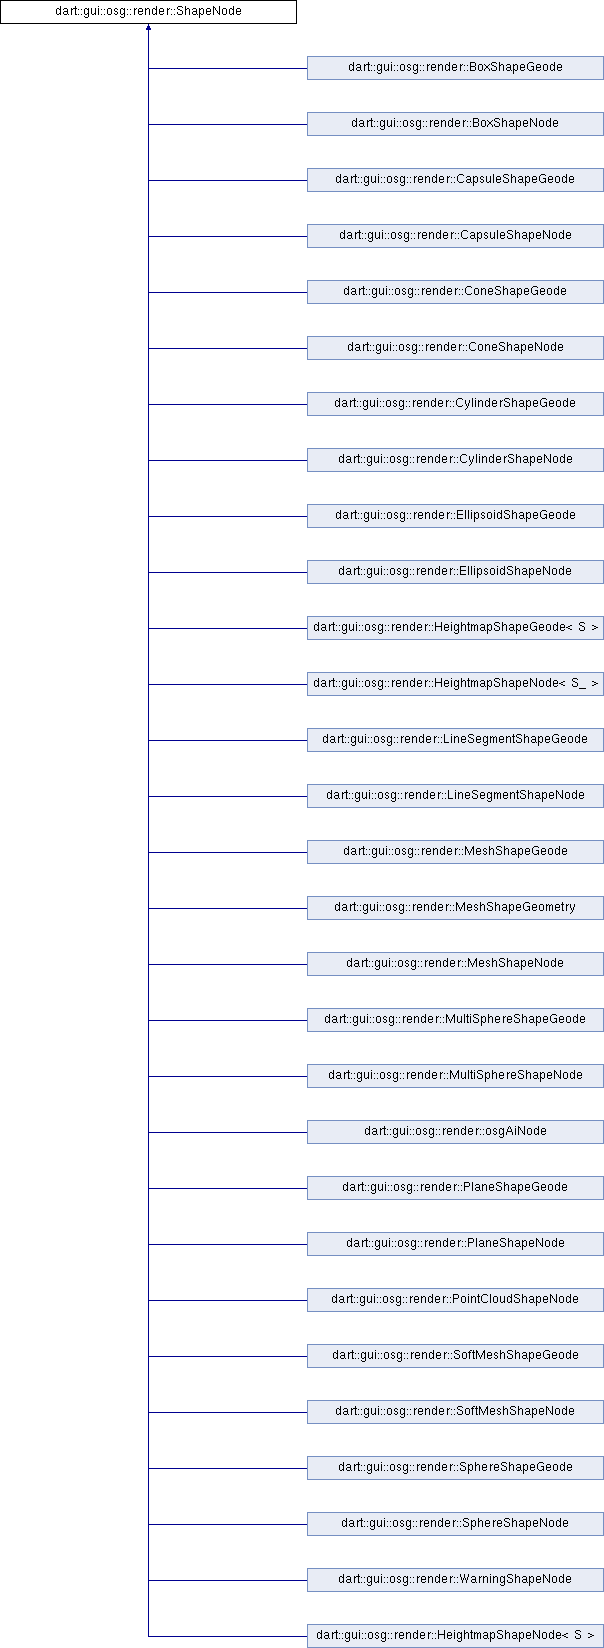 dart::gui::osg::render::ShapeNode
dart::gui::osg::render::BoxShapeGeode
dart::gui::osg::render::BoxShapeNode
dart::gui::osg::render::CapsuleShapeGeode
dart::gui::osg::render::CapsuleShapeNode
dart::gui::osg::render::ConeShapeGeode
dart::gui::osg::render::ConeShapeNode
dart::gui::osg::render::CylinderShapeGeode
dart::gui::osg::render::CylinderShapeNode
dart::gui::osg::render::EllipsoidShapeGeode
dart::gui::osg::render::EllipsoidShapeNode
dart::gui::osg::render::HeightmapShapeGeode< S >
dart::gui::osg::render::HeightmapShapeNode< S_ >
dart::gui::osg::render::LineSegmentShapeGeode
dart::gui::osg::render::LineSegmentShapeNode
dart::gui::osg::render::MeshShapeGeode
dart::gui::osg::render::MeshShapeGeometry
dart::gui::osg::render::MeshShapeNode
dart::gui::osg::render::MultiSphereShapeGeode
dart::gui::osg::render::MultiSphereShapeNode
dart::gui::osg::render::osgAiNode
dart::gui::osg::render::PlaneShapeGeode
dart::gui::osg::render::PlaneShapeNode
dart::gui::osg::render::PointCloudShapeNode
dart::gui::osg::render::SoftMeshShapeGeode
dart::gui::osg::render::SoftMeshShapeNode
dart::gui::osg::render::SphereShapeGeode
dart::gui::osg::render::SphereShapeNode
dart::gui::osg::render::WarningShapeNode
dart::gui::osg::render::HeightmapShapeNode< S >